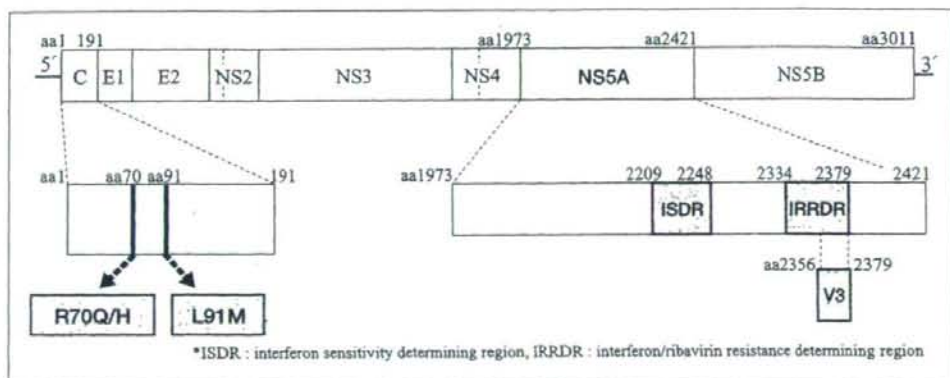 aa1 191 aa1973 aa2421 aa3011
5´ C E1 E2 NS2 NS3 NS4 NS5A NS5B 3´
aa1 aa70 aa91 191
aa1973 2209 2248 2334 2379 2421
ISDR IRRDR
aa2356 2379
V3
R70Q/H L91M
*ISDR : interferon sensitivity determining region, IRRDR : interferon/ribavirin resistance determining region